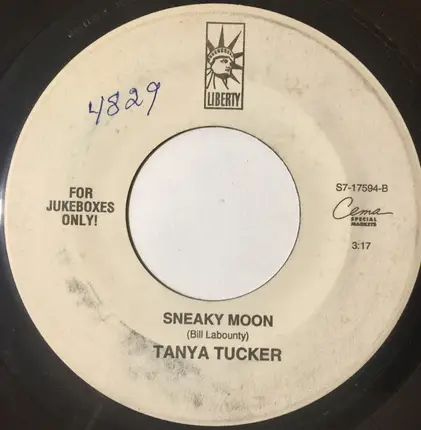 LIBERTY
4829
FOR
JUKEBOXES
ONLY!
S7-17594-B
Cema
SPECIAL
MARKETS
3:17
SNEAKY MOON
(Bill Labounty)
TANYA TUCKER